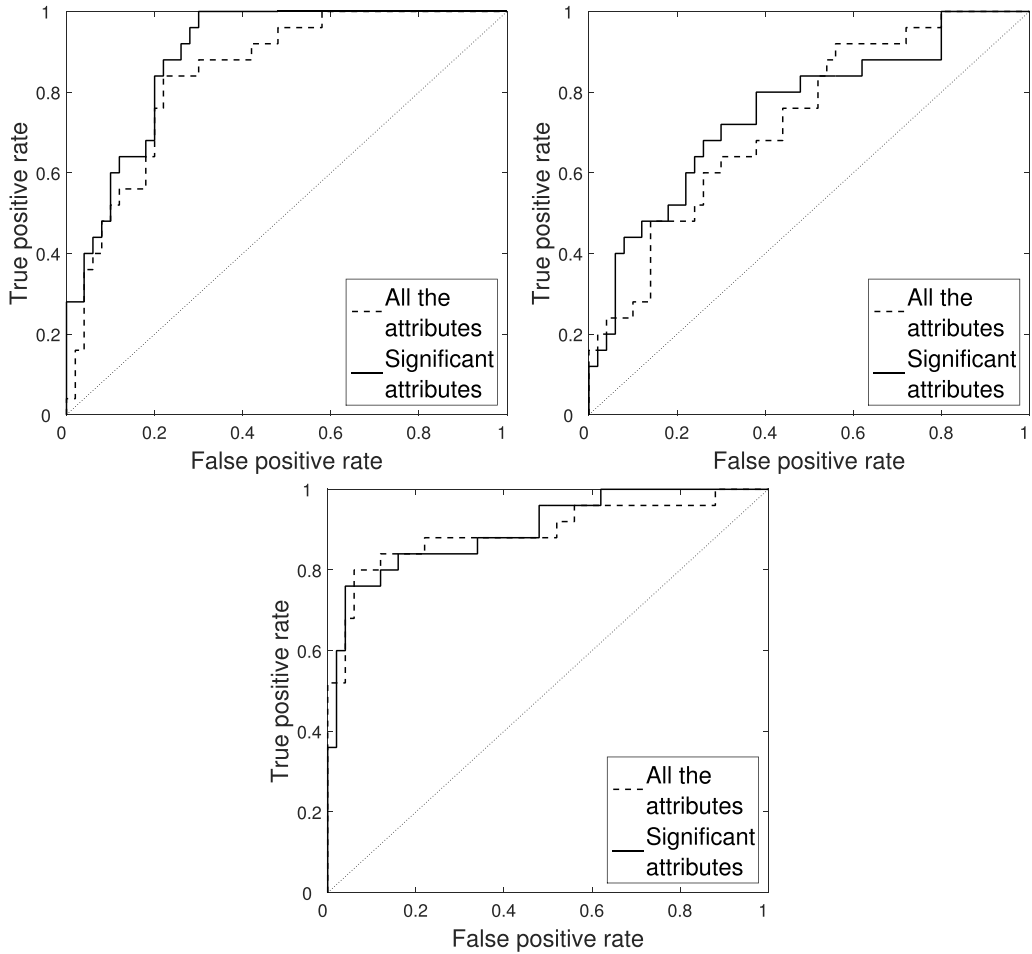 1
0.8
0.6
0.4
0.2
0
True positive rate
0 0.2 0.4 0.6 0.8 1
False positive rate
All the
attributes
Significant
attributes
1
0.8
0.6
0.4
0.2
0
True positive rate
0 0.2 0.4 0.6 0.8 1
False positive rate
All the
attributes
Significant
attributes
1
0.8
0.6
0.4
0.2
0
True positive rate
0 0.2 0.4 0.6 0.8 1
False positive rate
All the
attributes
Significant
attributes